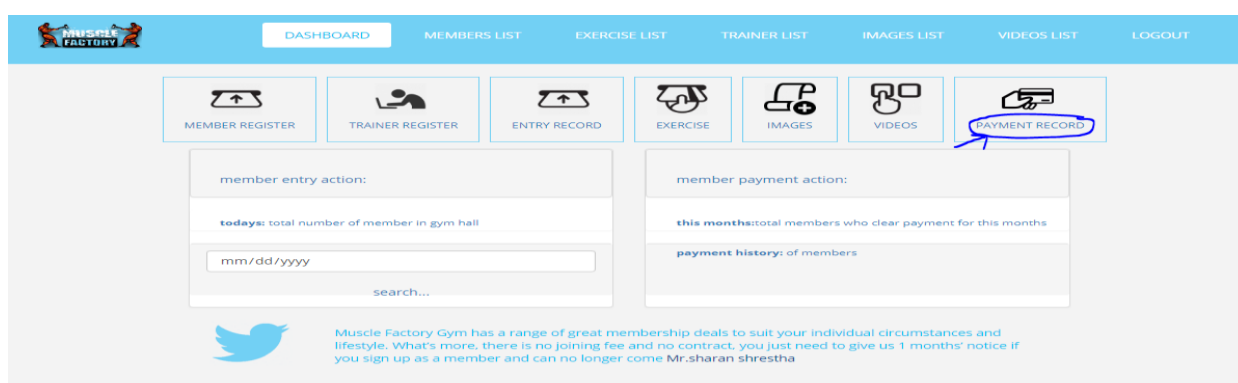 MUSCLE
FACTORY
DASHBOARD MEMBERS LIST EXERCISE LIST TRAINER LIST IMAGES LIST VIDEOS LIST LOGOUT
MEMBER REGISTER TRAINER REGISTER ENTRY RECORD EXERCISE IMAGES VIDEOS PAYMENT RECORD
member entry action:
todays: total number of member in gym hall
mm/dd/yyyy
search...
member payment action:
this months:total members who clear payment for this months
payment history: of members
Muscle Factory Gym has a range of great membership deals to suit your individual circumstances and
lifestyle. What's more, there is no joining fee and no contract, you just need to give us 1 months' notice if
you sign up as a member and can no longer come Mr.sharan shrestha